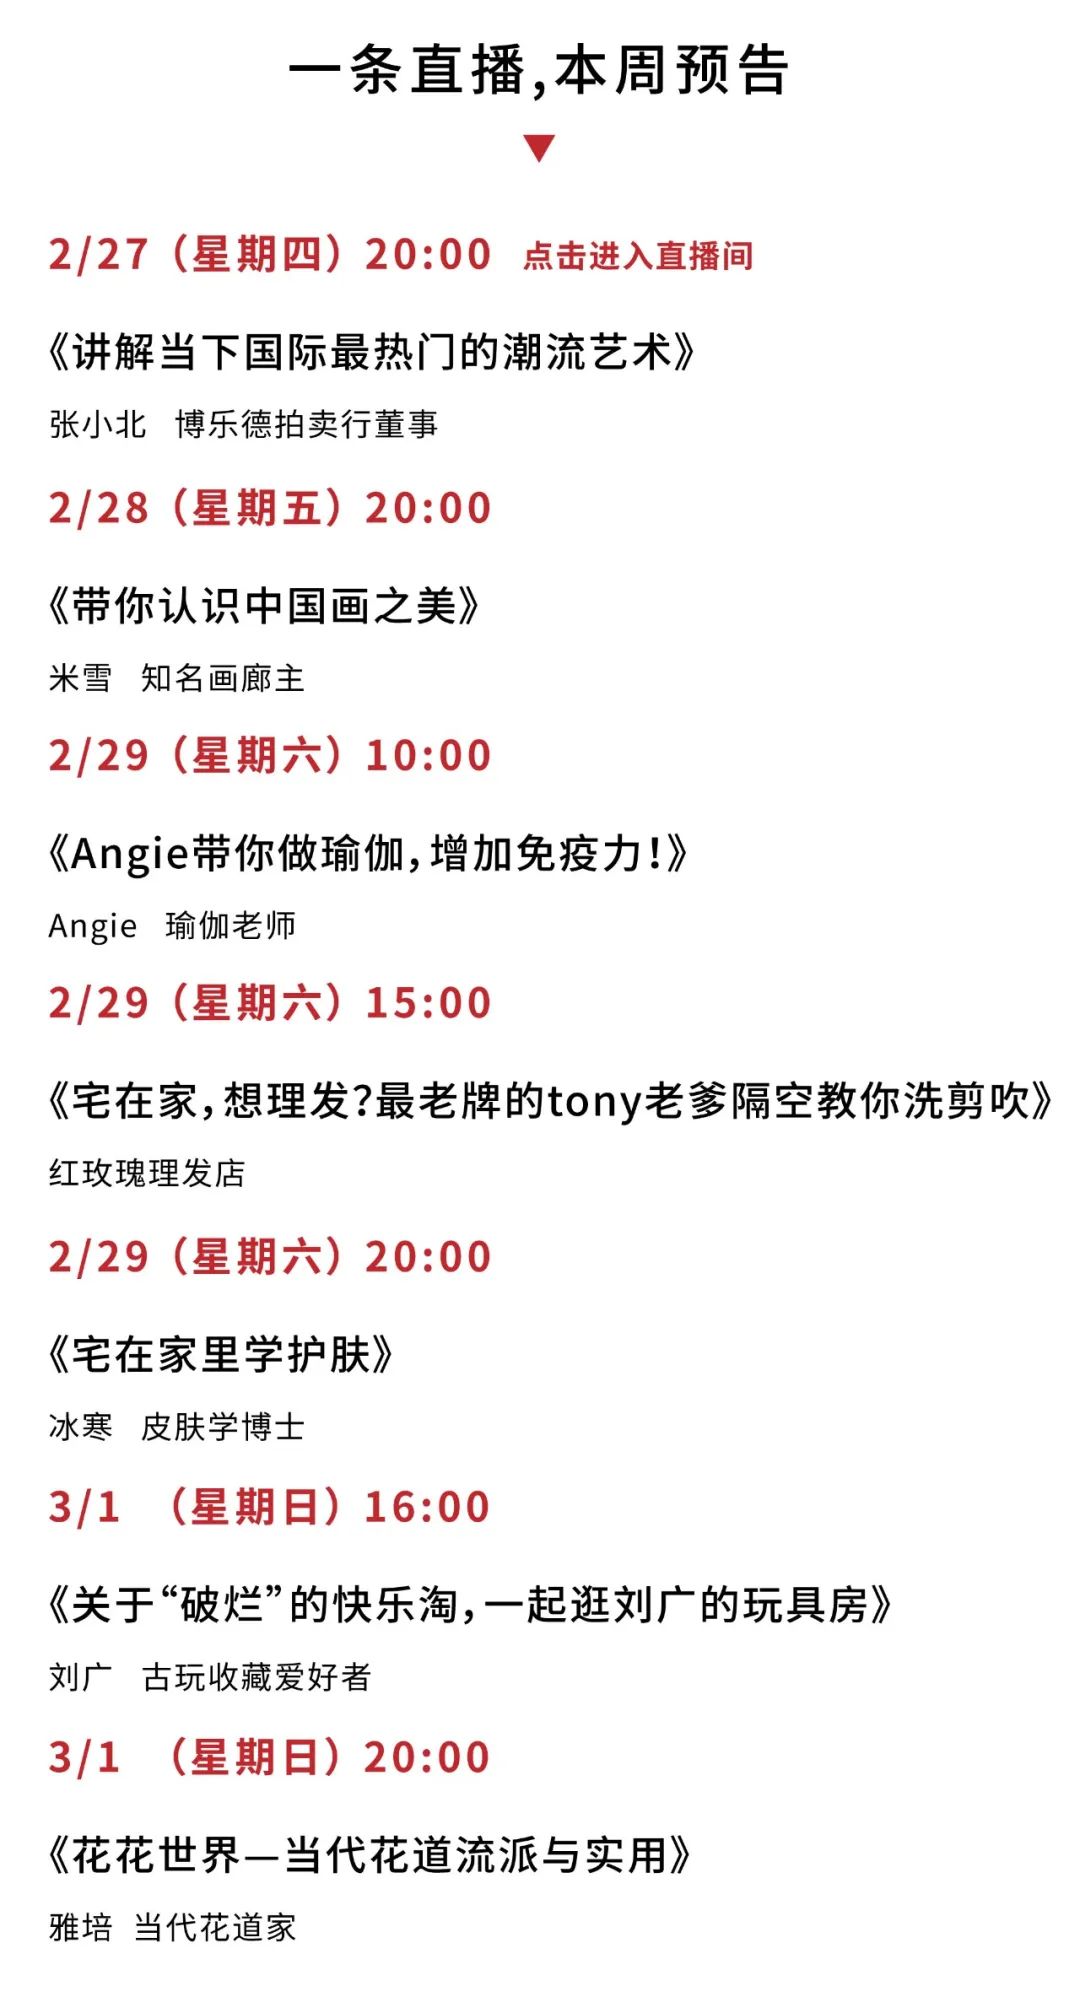 一条直播,本周预告
2/27（星期四）20:00 点击进入直播间
《讲解当下国际最热门的潮流艺术》
张小北 博乐德拍卖行董事
2/28（星期五）20:00
《带你认识中国画之美》
米雪 知名画廊主
2/29（星期六）10:00
《Angie带你做瑜伽，增加免疫力！》
Angie 瑜伽老师
2/29（星期六）15:00
《宅在家，想理发？最老牌的tony老爹隔空教你洗剪吹》
红玫瑰理发店
2/29（星期六）20:00
《宅在家里学护肤》
冰寒 皮肤学博士
3/1 （星期日）16:00
《关于“破烂”的快乐淘，一起逛刘广的玩具房》
刘广 古玩收藏爱好者
3/1 （星期日）20:00
《花花世界—当代花道流派与实用》
雅培 当代花道家